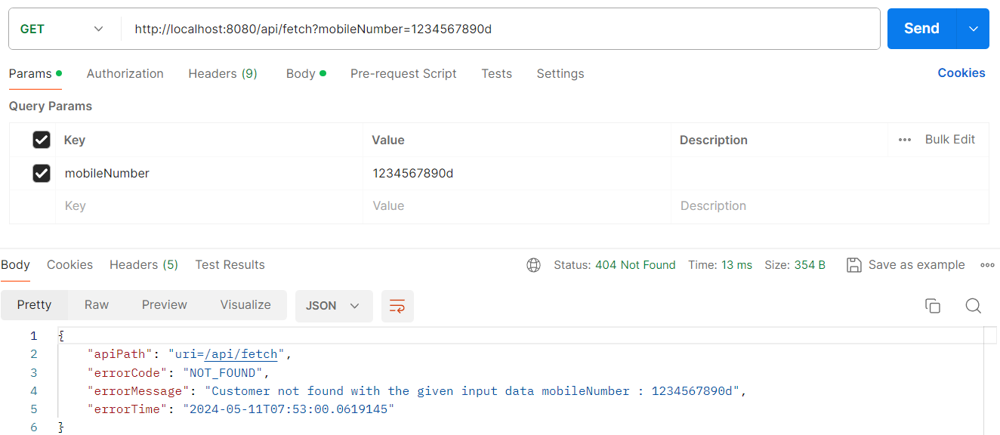 GET http://localhost:8080/api/fetch?mobileNumber=1234567890d Send
Params Authorization Headers (9) Body Pre-request Script Tests Settings Cookies
Query Params
Key Value Description Bulk Edit
mobileNumber 1234567890d
Key Value Description
Body Cookies Headers (5) Test Results Status: 404 Not Found Time: 13 ms Size: 354 B Save as example
Pretty Raw Preview Visualize JSON
1 {
2 "apiPath": "uri=/api/fetch",
3 "errorCode": "NOT_FOUND",
4 "errorMessage": "Customer not found with the given input data mobileNumber : 1234567890d",
5 "errorTime": "2024-05-11T07:53:00.0619145"
6 }